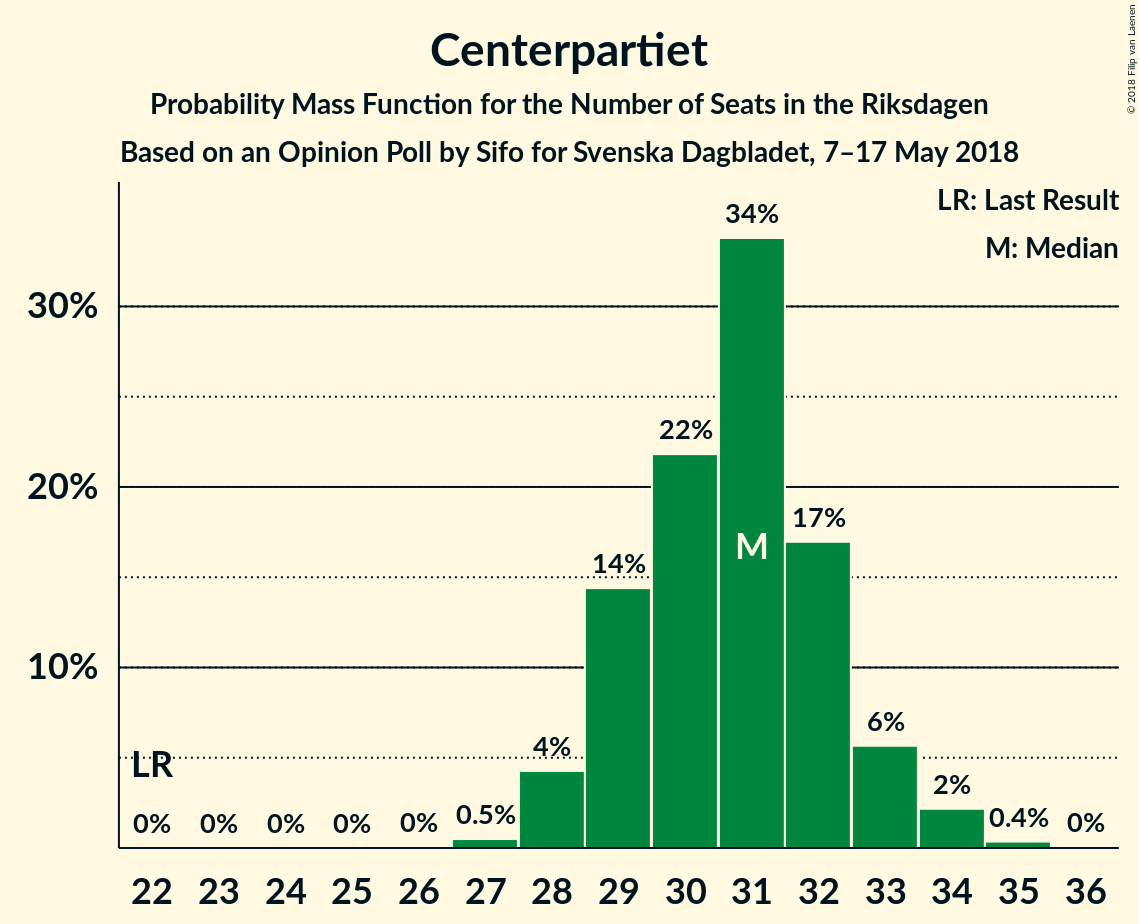 Centerpartiet
Probability Mass Function for the Number of Seats in the Riksdagen
Based on an Opinion Poll by Sifo for Svenska Dagbladet, 7–17 May 2018
© 2018 Filip van Laenen
LR: Last Result
M: Median
30%
20%
10%
LR
0%
0%
0%
0%
0%
0.5%
4%
14%
22%
34%
M
17%
6%
2%
0.4%
0%
22 23 24 25 26 27 28 29 30 31 32 33 34 35 36